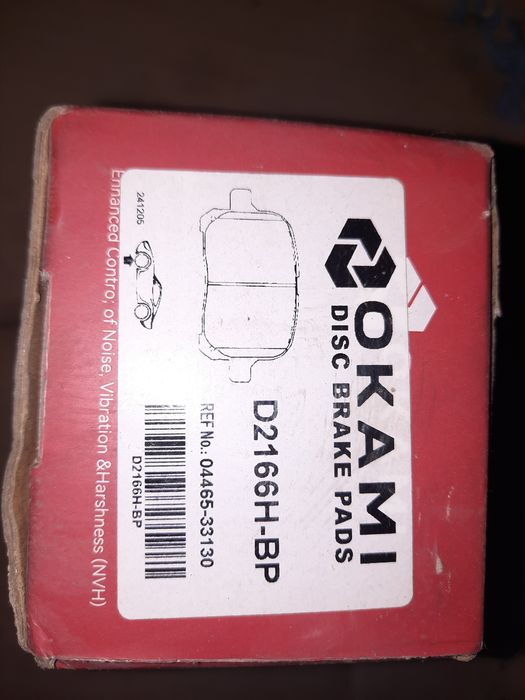 OKAMI
DISC BRAKE PADS
D2166H-BP
REF No.: 04465-33130
D2166H-BP
241205
Enhanced Contro; of Noise, Vibration &Harshness (NVH)